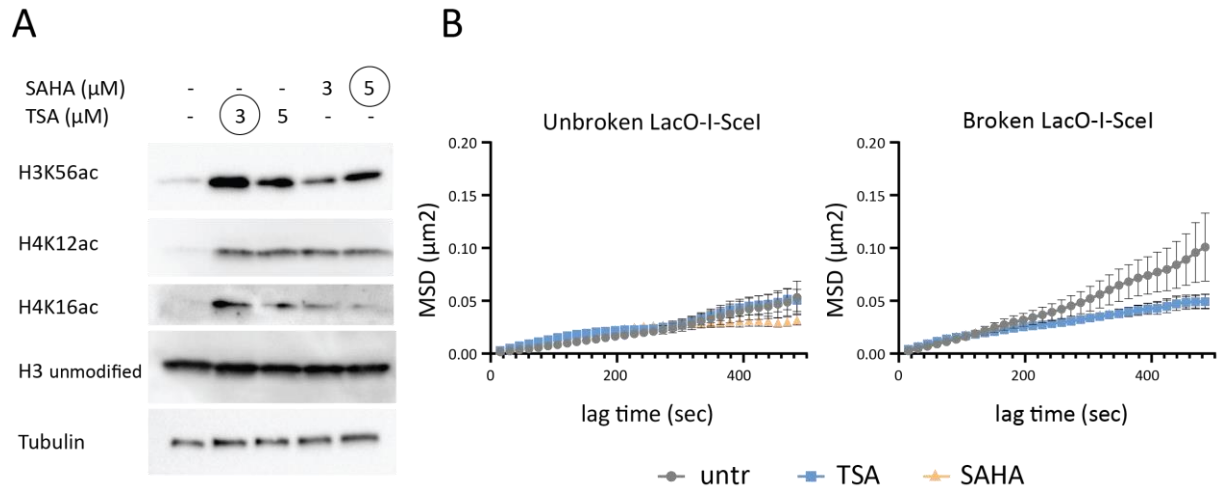 A
SAHA (µM) - - - 3 5
TSA (µM) - 3 5 - -
H3K56ac
H4K12ac
H4K16ac
H3 unmodified
Tubulin
B
Unbroken LacO-I-SceI
MSD (µm2)
0.20
0.15
0.10
0.05
0.00
0 200 400
lag time (sec)
Broken LacO-I-SceI
MSD (µm2)
0.20
0.15
0.10
0.05
0.00
0 200 400
lag time (sec)
untr TSA SAHA